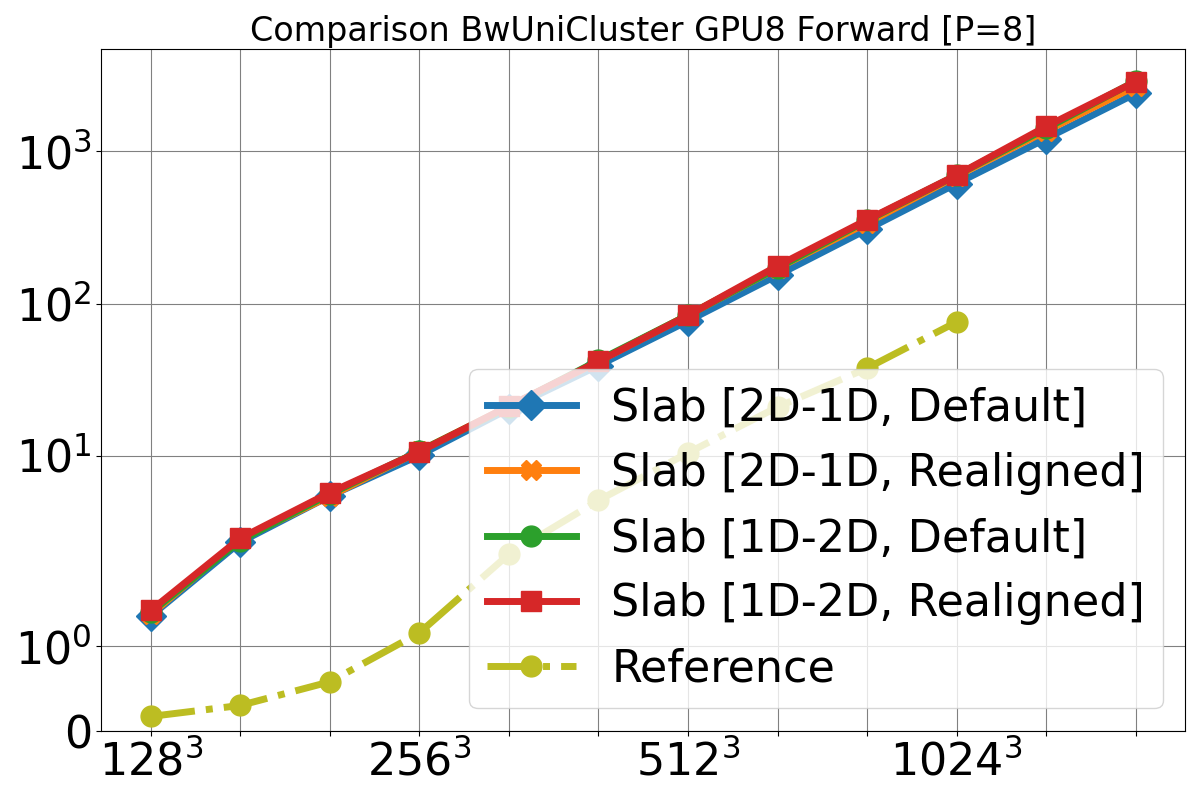 Comparison BwUniCluster GPU8 Forward [P=8]
10³
10²
10¹
10⁰
0
Slab [2D-1D, Default]
Slab [2D-1D, Realigned]
Slab [1D-2D, Default]
Slab [1D-2D, Realigned]
Reference
128³ 256³ 512³ 1024³